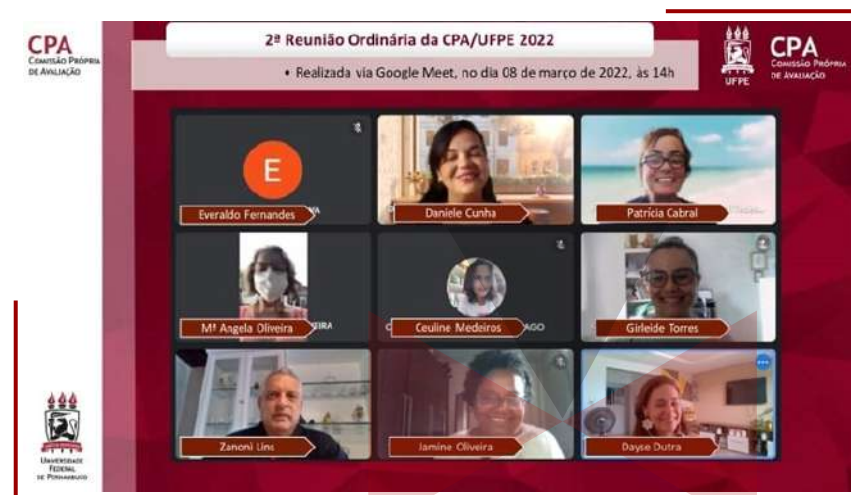 CPA
COMISSÃO PRÓPRIA
DE AVALIAÇÃO
2ª Reunião Ordinária da CPA/UFPE 2022
• Realizada via Google Meet, no dia 08 de março de 2022, às 14h
UFPE
CPA
COMISSÃO PRÓPRIA
DE AVALIAÇÃO
E
Everaldo Fernandes
Daniele Cunha
Patrícia Cabral
Mª Angela Oliveira
Ceuline Medeiros
Girleide Torres
Zanoni Lins
Jamine Oliveira
Dayse Dutra
UNIVERSIDADE
FEDERAL
DE PERNAMBUCO